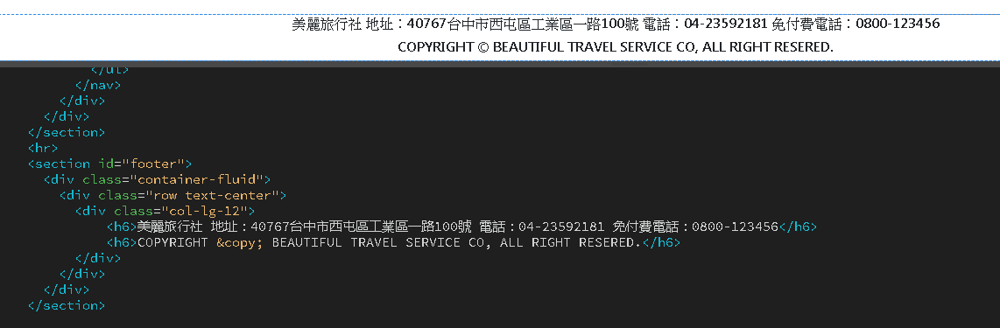 美麗旅行社 地址：40767台中市西屯區工業區一路100號 電話：04-23592181 免付費電話：0800-123456
COPYRIGHT © BEAUTIFUL TRAVEL SERVICE CO, ALL RIGHT RESERED.
</ul>
</nav>
</div>
</div>
</section>
<hr>
<section id="footer">
<div class="container-fluid">
<div class="row text-center">
<div class="col-lg-12">
<h6>美麗旅行社 地址：40767台中市西屯區工業區一路100號 電話：04-23592181 免付費電話：0800-123456</h6>
<h6>COPYRIGHT &copy; BEAUTIFUL TRAVEL SERVICE CO, ALL RIGHT RESERED.</h6>
</div>
</div>
</div>
</section>